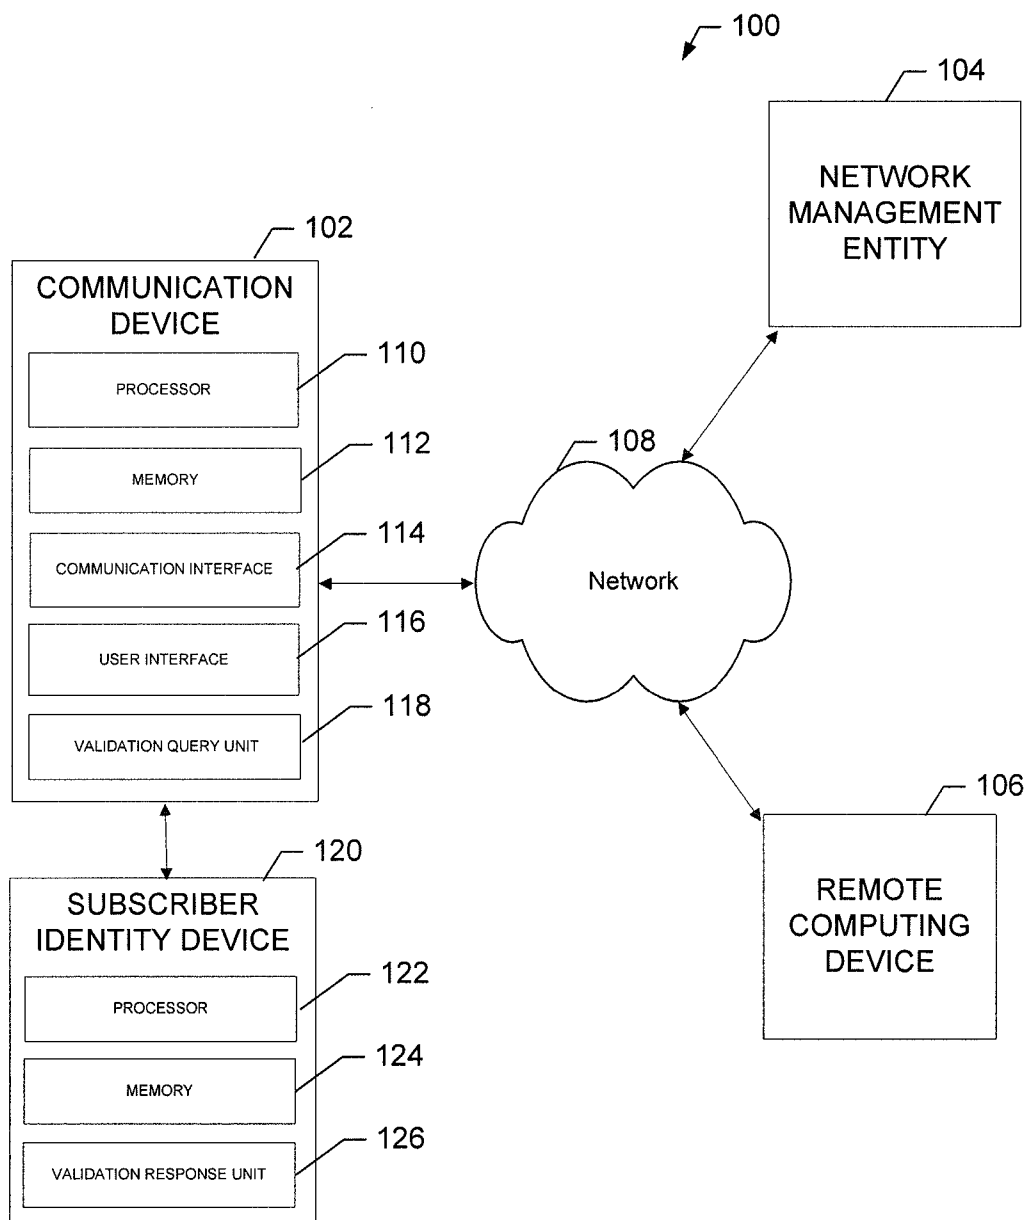 100
104
NETWORK
MANAGEMENT
ENTITY
102
COMMUNICATION
DEVICE
110
PROCESSOR
112
MEMORY
114
COMMUNICATION INTERFACE
116
USER INTERFACE
118
VALIDATION QUERY UNIT
108
Network
106
REMOTE
COMPUTING
DEVICE
120
SUBSCRIBER
IDENTITY DEVICE
122
PROCESSOR
124
MEMORY
126
VALIDATION RESPONSE UNIT